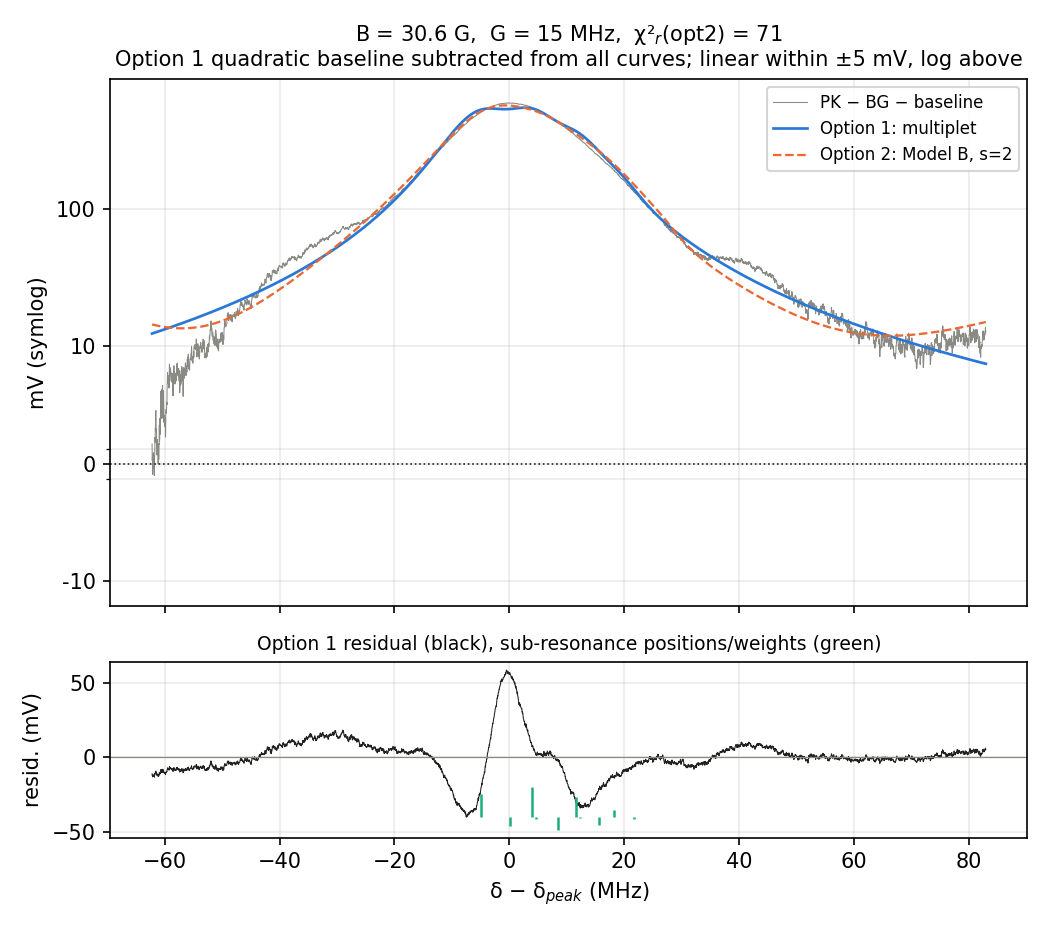 B = 30.6 G,  G = 15 MHz,  χ²ᵣ(opt2) = 71
Option 1 quadratic baseline subtracted from all curves; linear within ±5 mV, log above
PK − BG − baseline
Option 1: multiplet
Option 2: Model B, s=2
100
10
0
-10
mV (symlog)
Option 1 residual (black), sub-resonance positions/weights (green)
50
0
−50
resid. (mV)
−60 −40 −20 0 20 40 60 80
δ − δpeak (MHz)